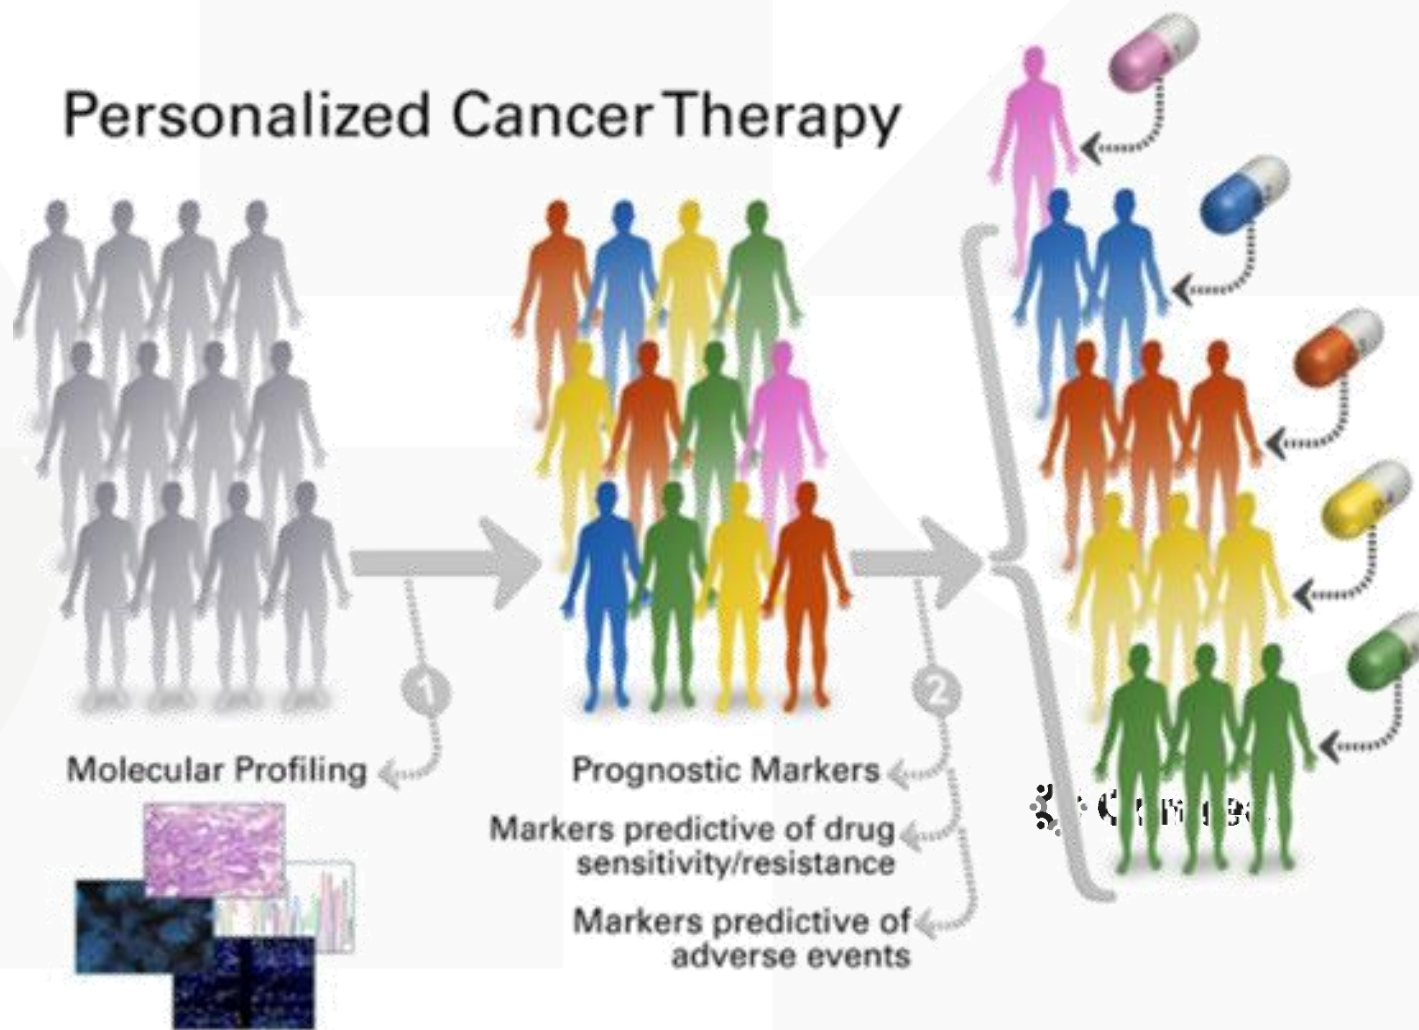 Personalized Cancer Therapy
1
2
Molecular Profiling
Prognostic Markers
Markers predictive of drug
sensitivity/resistance
Markers predictive of
adverse events